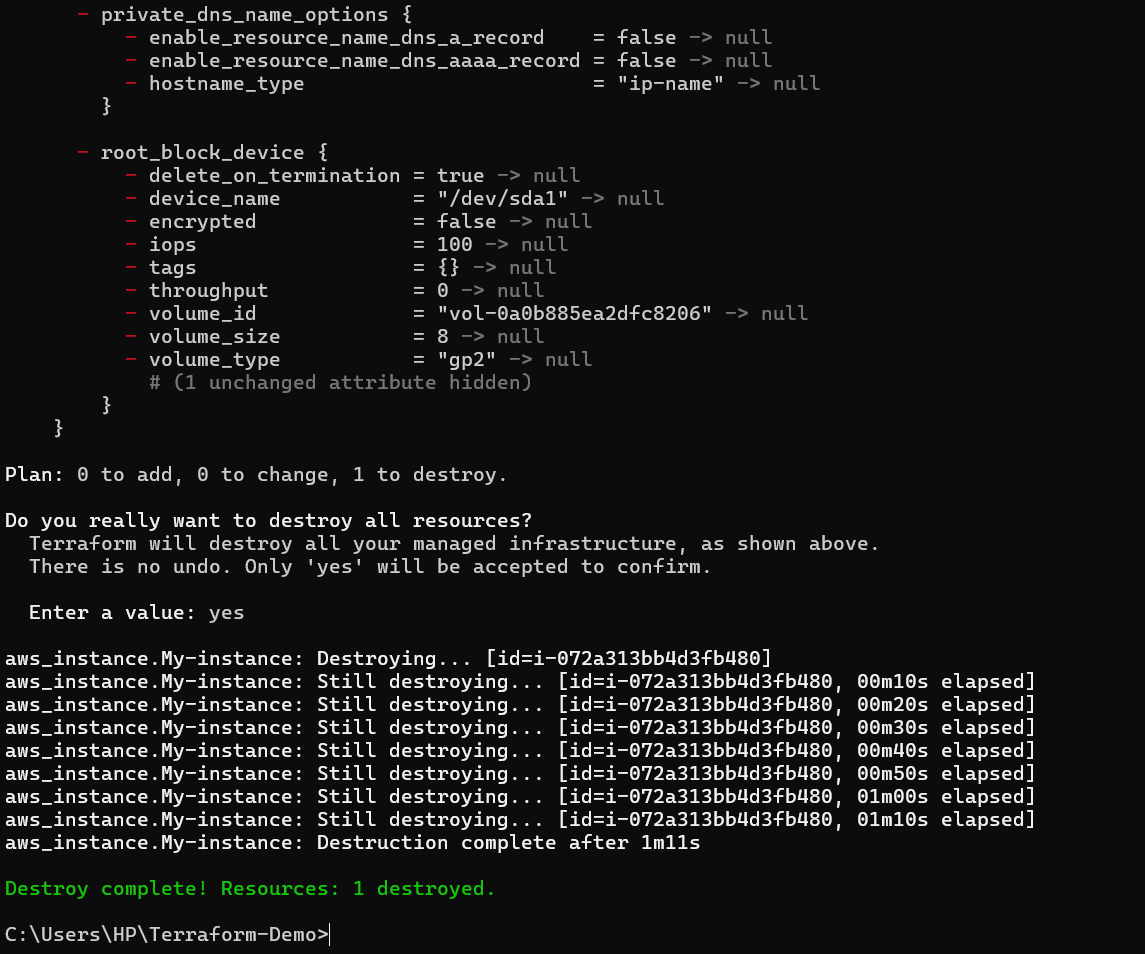 - private_dns_name_options {
- enable_resource_name_dns_a_record    = false -> null
- enable_resource_name_dns_aaaa_record = false -> null
- hostname_type                        = "ip-name" -> null
}
- root_block_device {
- delete_on_termination = true -> null
- device_name           = "/dev/sda1" -> null
- encrypted             = false -> null
- iops                  = 100 -> null
- tags                  = {} -> null
- throughput            = 0 -> null
- volume_id             = "vol-0a0b885ea2dfc8206" -> null
- volume_size           = 8 -> null
- volume_type           = "gp2" -> null
# (1 unchanged attribute hidden)
}
}
Plan: 0 to add, 0 to change, 1 to destroy.
Do you really want to destroy all resources?
Terraform will destroy all your managed infrastructure, as shown above.
There is no undo. Only 'yes' will be accepted to confirm.
Enter a value: yes
aws_instance.My-instance: Destroying... [id=i-072a313bb4d3fb480]
aws_instance.My-instance: Still destroying... [id=i-072a313bb4d3fb480, 00m10s elapsed]
aws_instance.My-instance: Still destroying... [id=i-072a313bb4d3fb480, 00m20s elapsed]
aws_instance.My-instance: Still destroying... [id=i-072a313bb4d3fb480, 00m30s elapsed]
aws_instance.My-instance: Still destroying... [id=i-072a313bb4d3fb480, 00m40s elapsed]
aws_instance.My-instance: Still destroying... [id=i-072a313bb4d3fb480, 00m50s elapsed]
aws_instance.My-instance: Still destroying... [id=i-072a313bb4d3fb480, 01m00s elapsed]
aws_instance.My-instance: Still destroying... [id=i-072a313bb4d3fb480, 01m10s elapsed]
aws_instance.My-instance: Destruction complete after 1m11s
Destroy complete! Resources: 1 destroyed.
C:\Users\HP\Terraform-Demo>